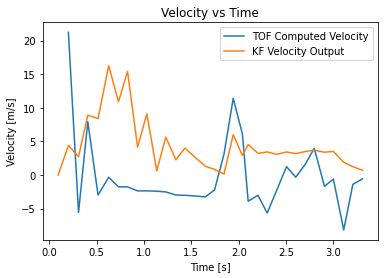 Velocity vs Time
TOF Computed Velocity
KF Velocity Output
Velocity [m/s]
20
15
10
5
0
−5
0.0 0.5 1.0 1.5 2.0 2.5 3.0
Time [s]